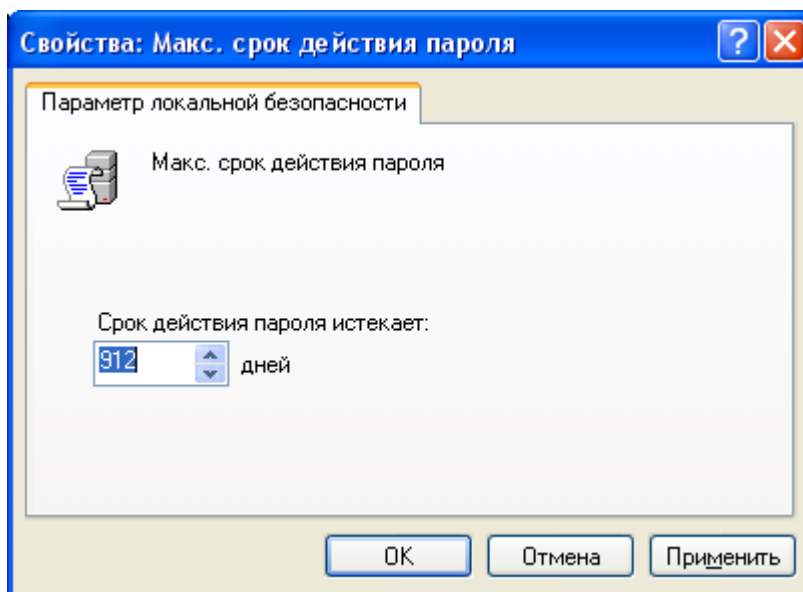 Свойства: Макс. срок действия пароля
Параметр локальной безопасности
Макс. срок действия пароля
Срок действия пароля истекает:
912 дней
OK Отмена Применить